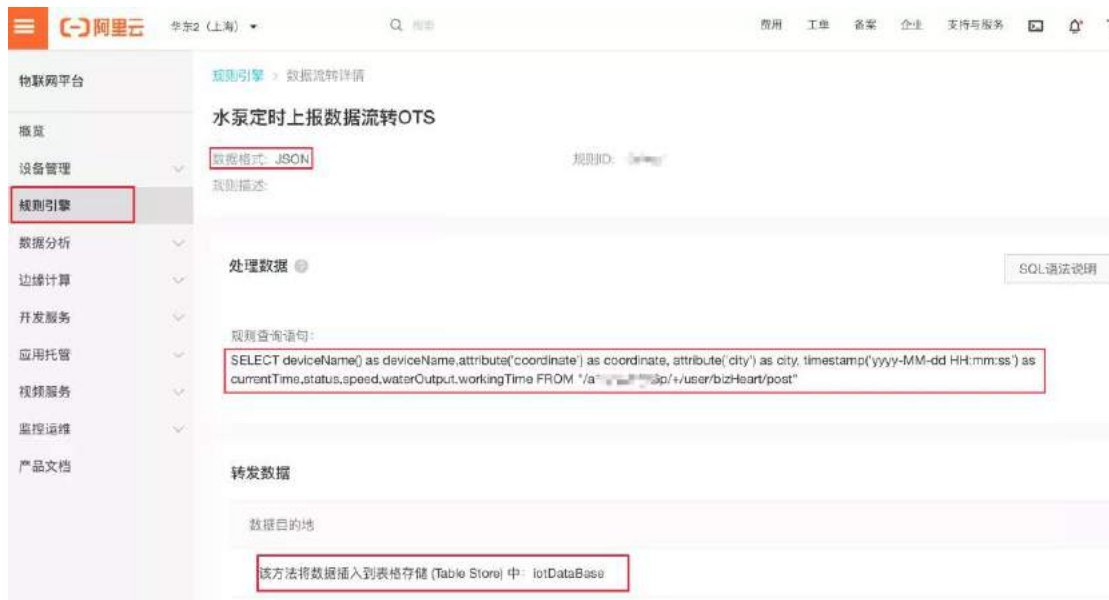 阿里云
华东2（上海）
搜索
费用 工单 备案 企业 支持与服务
物联网平台
规则引擎 > 数据流转详情
水泵定时上报数据流转OTS
概览
数据格式: JSON
规则ID:
设备管理
规则描述:
规则引擎
数据分析
处理数据
边缘计算
SQL语法说明
开发服务
规则查询语句:
应用托管
SELECT deviceName() as deviceName,attribute('coordinate') as coordinate, attribute('city') as city, timestamp('yyyy-MM-dd HH:mm:ss') as
currentTime,status,speed,waterOutput,workingTime FROM "/a p/+/user/bizHeart/post"
视频服务
监控运维
产品文档
转发数据
数据目的地
该方法将数据插入到表格存储 (Table Store) 中: iotDataBase